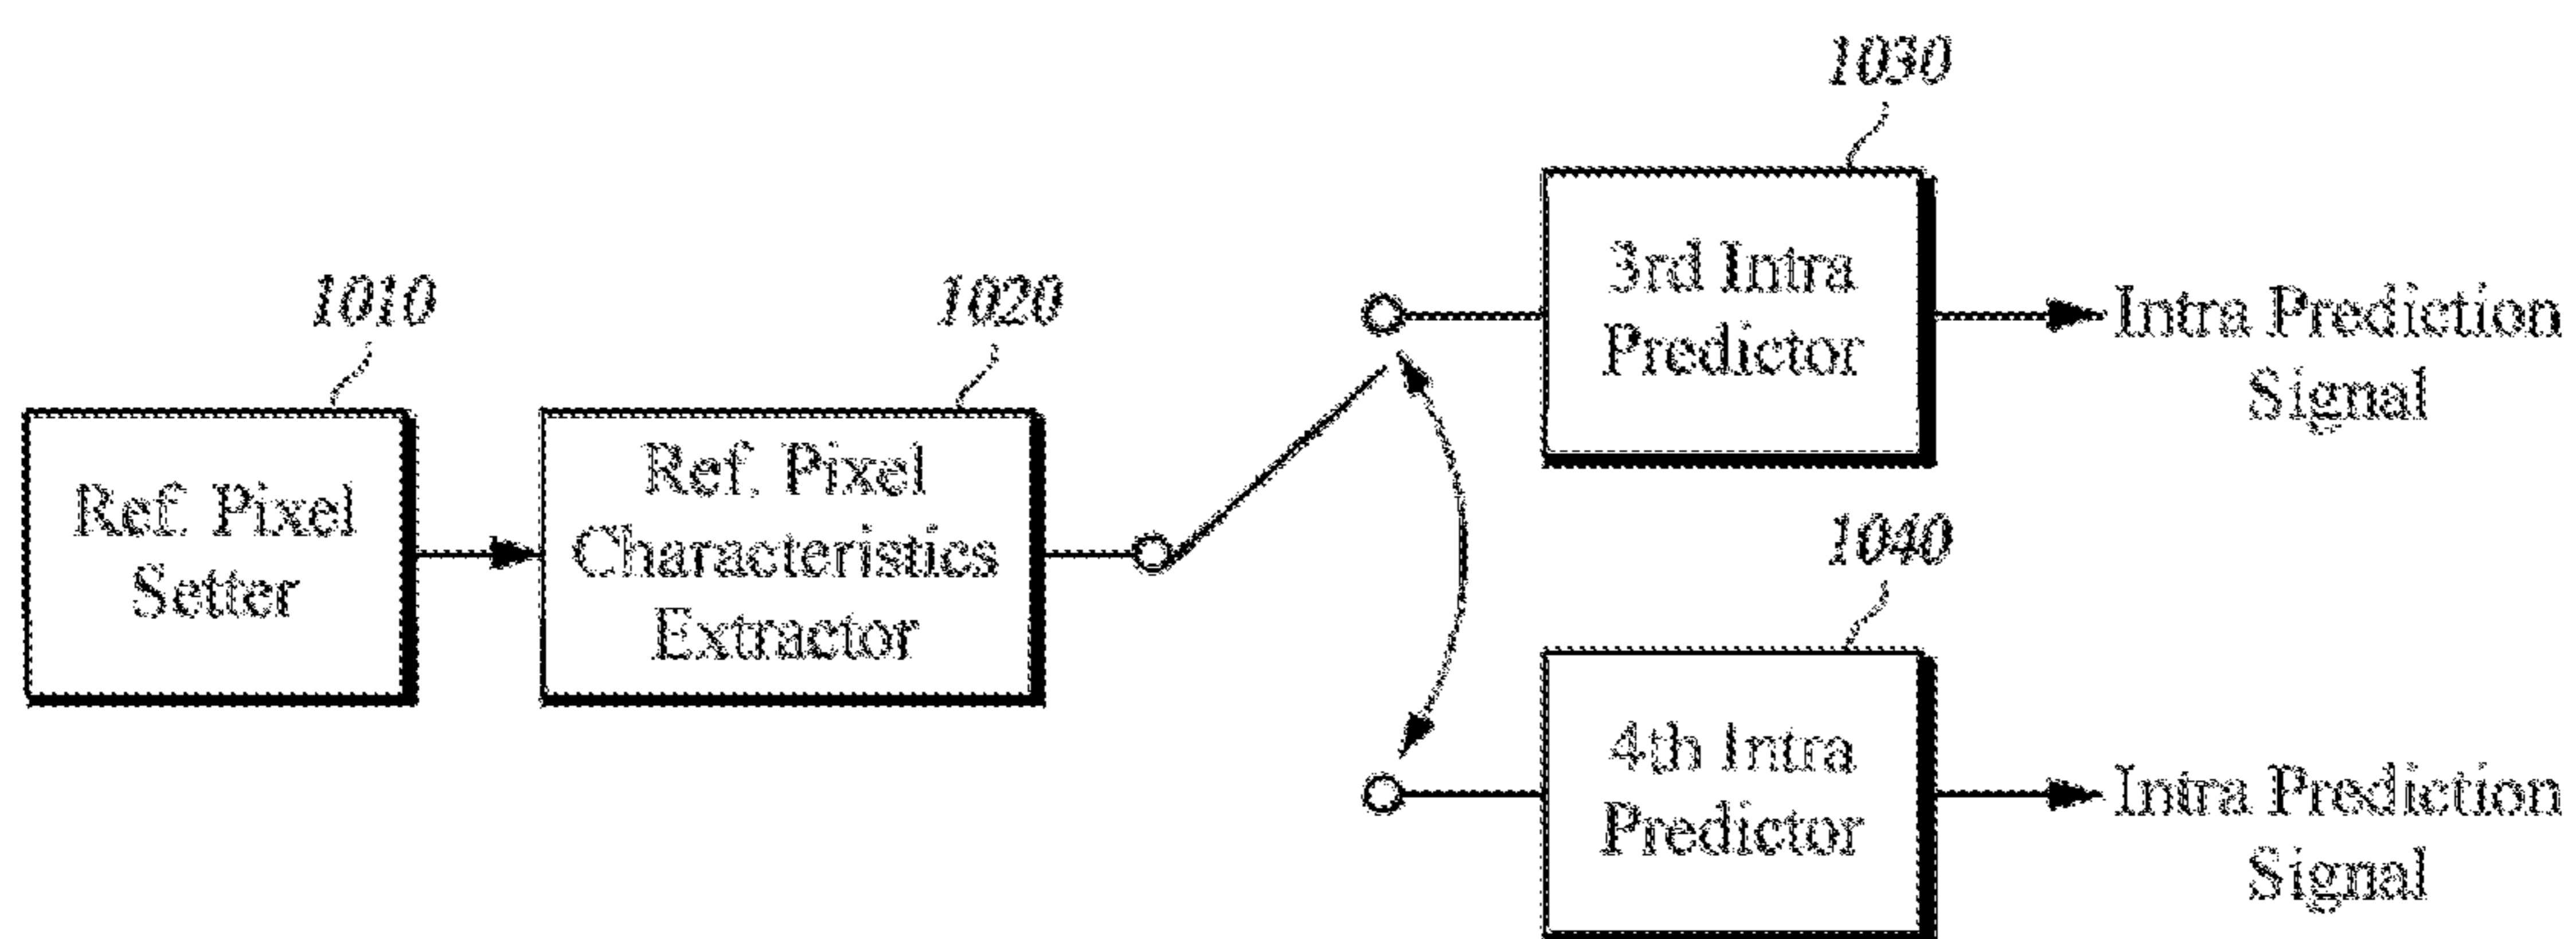 1030
3rd Intra
Predictor
Intra Prediction
Signal
1010
Ref. Pixel
Setter
1020
Ref. Pixel
Characteristics
Extractor
1040
4th Intra
Predictor
Intra Prediction
Signal